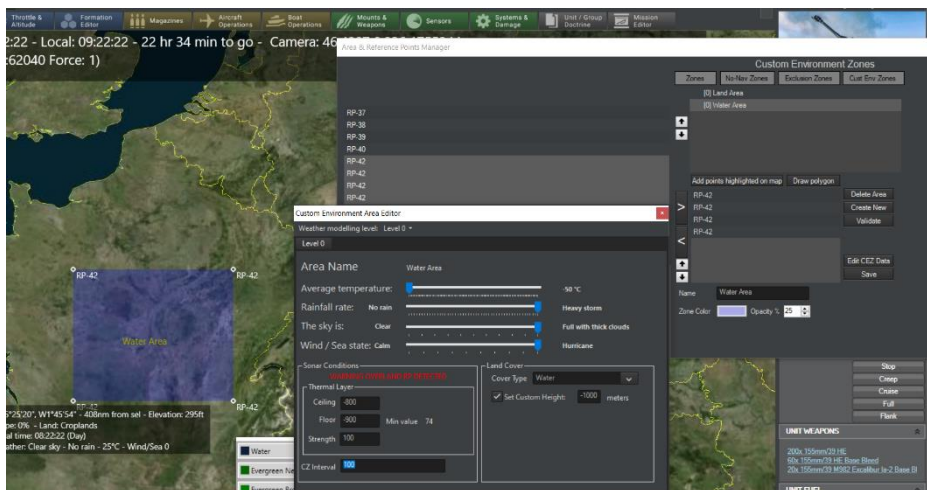 Throttle & Altitude
Formation Editor
Magazines
Aircraft Operations
Boat Operations
Mounts & Weapons
Sensors
Systems & Damage
Unit / Group Doctrine
Mission Editor
2:22 - Local: 09:22:22 - 22 hr 34 min to go - Camera: 46
:62040 Force: 1)
Area & Reference Points Manager
Custom Environment Zones
Zones
No-Nav Zones
Exclusion Zones
Cust Env Zones
[0] Land Area
[0] Water Area
RP-37
RP-38
RP-39
RP-40
RP-42
RP-42
RP-42
RP-42
Add points highlighted on map
Draw polygon
RP-42
RP-42
RP-42
RP-42
>
<
Delete Area
Create New
Validate
Edit CEZ Data
Save
Name
Water Area
Zone Color
Opacity %
25
Custom Environment Area Editor
Weather modelling level: Level 0
Level 0
Area Name
Water Area
Average temperature:
-50 °C
Rainfall rate:
No rain
Heavy storm
The sky is:
Clear
Full with thick clouds
Wind / Sea state:
Calm
Hurricane
Sonar Conditions
Thermal Layer
Ceiling
-800
Floor
-900
Min value 74
Strength
100
CZ Interval
100
Land Cover
Cover Type
Water
Set Custom Height:
-1000
meters
RP-42
RP-42
Water Area
RP-42
5°25'20", W1°45'54" - 408nm from sel - Elevation: 295ft
pe: 0% - Land: Croplands
al time: 08:22:22 (Day)
ather: Clear sky - No rain - 25°C - Wind/Sea 0
Water
Evergreen Ne
Stop
Creep
Cruise
Full
Flank
UNIT WEAPONS
200x 155mm/39 HE
60x 155mm/39 HE Base Bleed
20x 155mm/39 M982 Excalibur Ia-2 Base Bl
UNIT FUEL